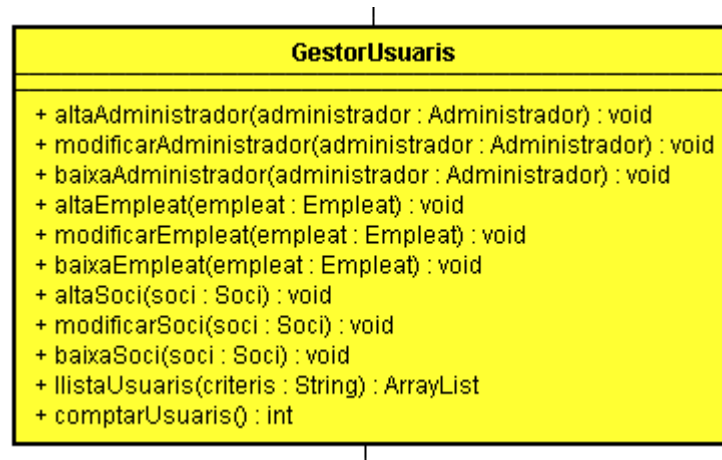 GestorUsuaris
+ altaAdministrador(administrador : Administrador) : void
+ modificarAdministrador(administrador : Administrador) : void
+ baixaAdministrador(administrador : Administrador) : void
+ altaEmpleat(empleat : Empleat) : void
+ modificarEmpleat(empleat : Empleat) : void
+ baixaEmpleat(empleat : Empleat) : void
+ altaSoci(soci : Soci) : void
+ modificarSoci(soci : Soci) : void
+ baixaSoci(soci : Soci) : void
+ llistaUsuaris(criteris : String) : ArrayList
+ comptarUsuaris() : int